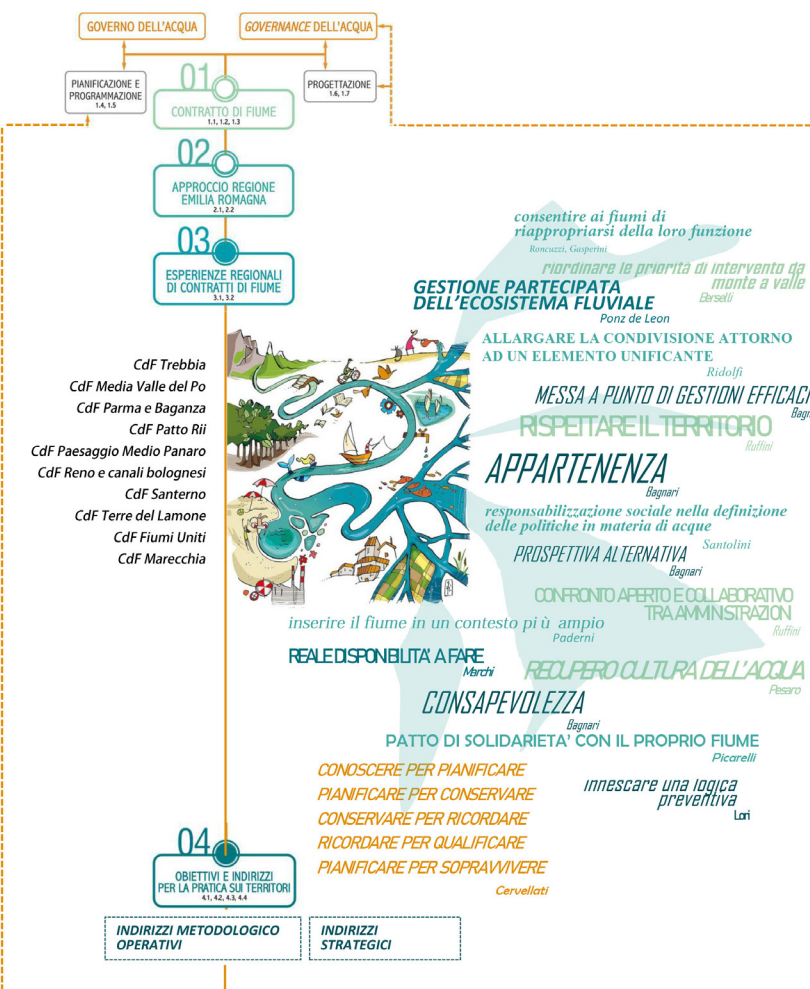 GOVERNO DELL'ACQUA
GOVERNANCE DELL'ACQUA
PIANIFICAZIONE E
PROGRAMMAZIONE
1.4, 1.5
PROGETTAZIONE
1.6, 1.7
01
CONTRATTO DI FIUME
1.1, 1.2, 1.3
02
APPROCCIO REGIONE
EMILIA ROMAGNA
2.1, 2.2
03
ESPERIENZE REGIONALI
DI CONTRATTI DI FIUME
3.1, 3.2
CdF Trebbia
CdF Media Valle del Po
CdF Parma e Baganza
CdF Patto Rii
CdF Paesaggio Medio Panaro
CdF Reno e canali bolognesi
CdF Santerno
CdF Terre del Lamone
CdF Fiumi Uniti
CdF Marecchia
consentire ai fiumi di
riappropriarsi della loro funzione
Roncuzzi, Gasperini
riordinare le priorità di intervento da
monte a valle
Berselli
GESTIONE PARTECIPATA
DELL'ECOSISTEMA FLUVIALE
Ponz de Leon
ALLARGARE LA CONDIVISIONE ATTORNO
AD UN ELEMENTO UNIFICANTE
Ridolfi
MESSA A PUNTO DI GESTIONI EFFICACI
Bagn
RISPETTARE IL TERRITORIO
Ruffini
APPARTENENZA
Bagnari
responsabilizzazione sociale nella definizione
delle politiche in materia di acque
Santolini
PROSPETTIVA ALTERNATIVA
Bagnari
CONFRONTO APERTO E COLLABORATIVO
TRA AMMINISTRAZION
Ruffini
inserire il fiume in un contesto più ampio
Paderni
REALE DISPONIBILITA' A FARE
Marchi
RECUPERO CULTURA DELL'ACQUA
Pesaro
CONSAPEVOLEZZA
Bagnari
PATTO DI SOLIDARIETA' CON IL PROPRIO FIUME
Picarelli
CONOSCERE PER PIANIFICARE
PIANIFICARE PER CONSERVARE
CONSERVARE PER RICORDARE
RICORDARE PER QUALIFICARE
PIANIFICARE PER SOPRAVVIVERE
Cervellati
innescare una logica
preventiva
Lori
04
OBIETTIVI E INDIRIZZI
PER LA PRATICA SUI TERRITORI
4.1, 4.2, 4.3, 4.4
INDIRIZZI METODOLOGICO
OPERATIVI
INDIRIZZI
STRATEGICI